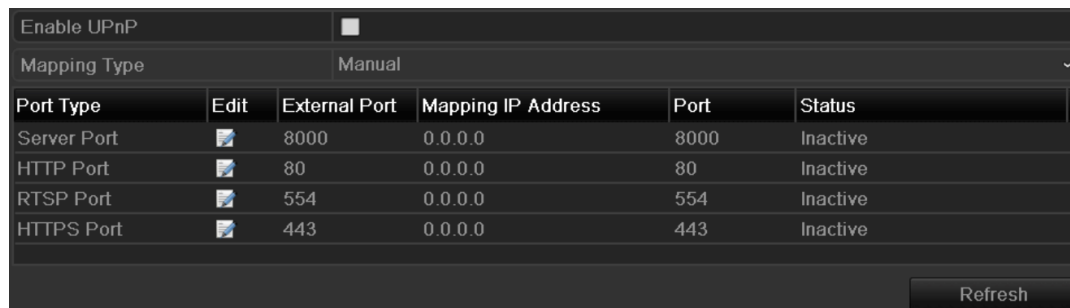 Enable UPnP
Mapping Type Manual
Port Type Edit External Port Mapping IP Address Port Status
Server Port 8000 0.0.0.0 8000 Inactive
HTTP Port 80 0.0.0.0 80 Inactive
RTSP Port 554 0.0.0.0 554 Inactive
HTTPS Port 443 0.0.0.0 443 Inactive
Refresh